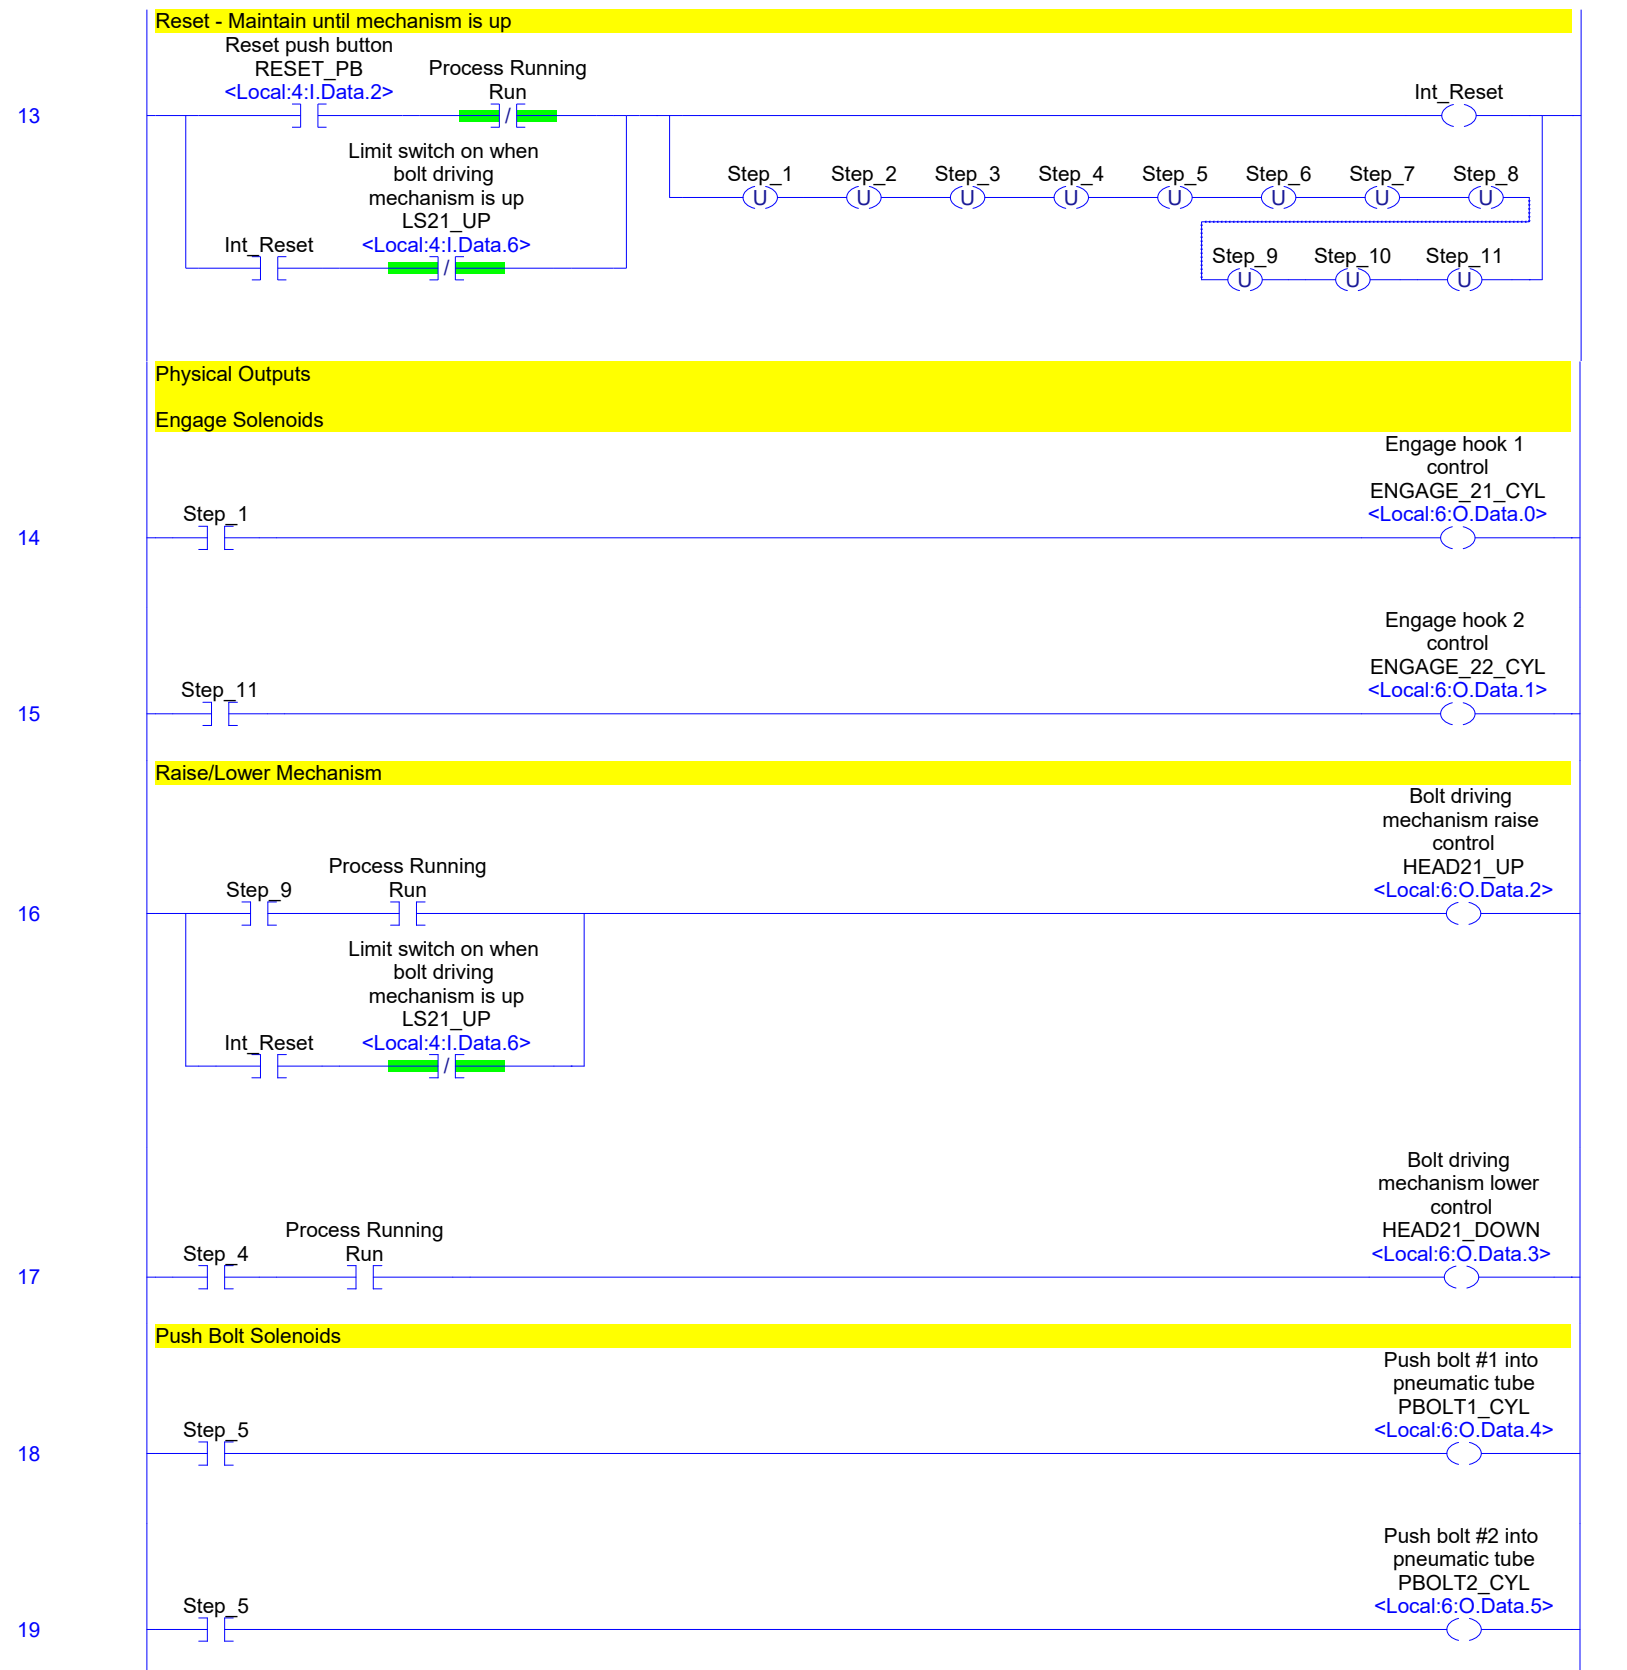 Reset - Maintain until mechanism is up
Reset push button
RESET_PB
<Local:4:I.Data.2>
Process Running
Run
Int_Reset
13
/
Limit switch on when
bolt driving
mechanism is up
LS21_UP
<Local:4:I.Data.6>
Int_Reset
/
Step_1 Step_2 Step_3 Step_4 Step_5 Step_6 Step_7 Step_8
U U U U U U U U
Step_9 Step_10 Step_11
U U U
Physical Outputs
Engage Solenoids
Engage hook 1
control
ENGAGE_21_CYL
<Local:6:O.Data.0>
Step_1
14
Engage hook 2
control
ENGAGE_22_CYL
<Local:6:O.Data.1>
Step_11
15
Raise/Lower Mechanism
Bolt driving
mechanism raise
control
HEAD21_UP
<Local:6:O.Data.2>
Process Running
Step_9 Run
16
Limit switch on when
bolt driving
mechanism is up
LS21_UP
Int_Reset <Local:4:I.Data.6>
/
Bolt driving
mechanism lower
control
HEAD21_DOWN
<Local:6:O.Data.3>
Process Running
Step_4 Run
17
Push Bolt Solenoids
Push bolt #1 into
pneumatic tube
PBOLT1_CYL
<Local:6:O.Data.4>
Step_5
18
Push bolt #2 into
pneumatic tube
PBOLT2_CYL
<Local:6:O.Data.5>
Step_5
19